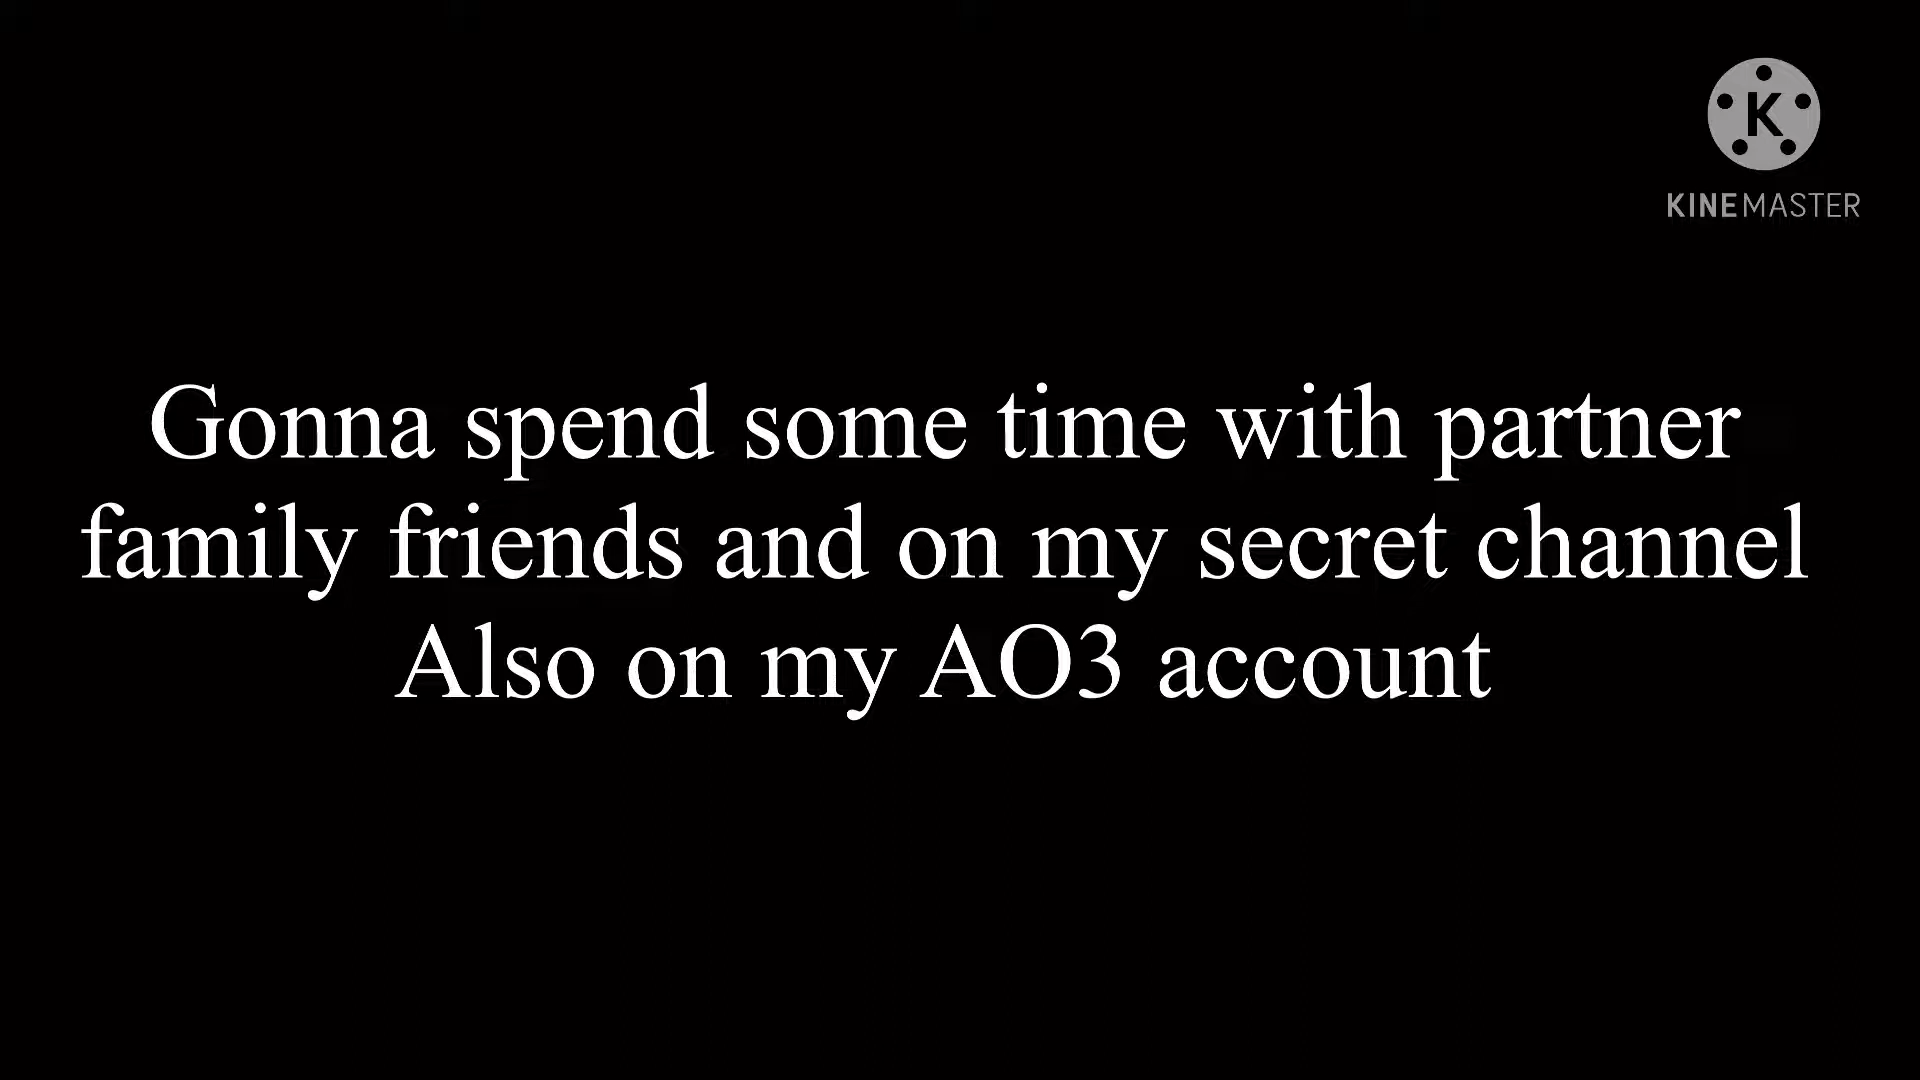 K
KINEMASTER
Gonna spend some time with partner
family friends and on my secret channel
Also on my AO3 account